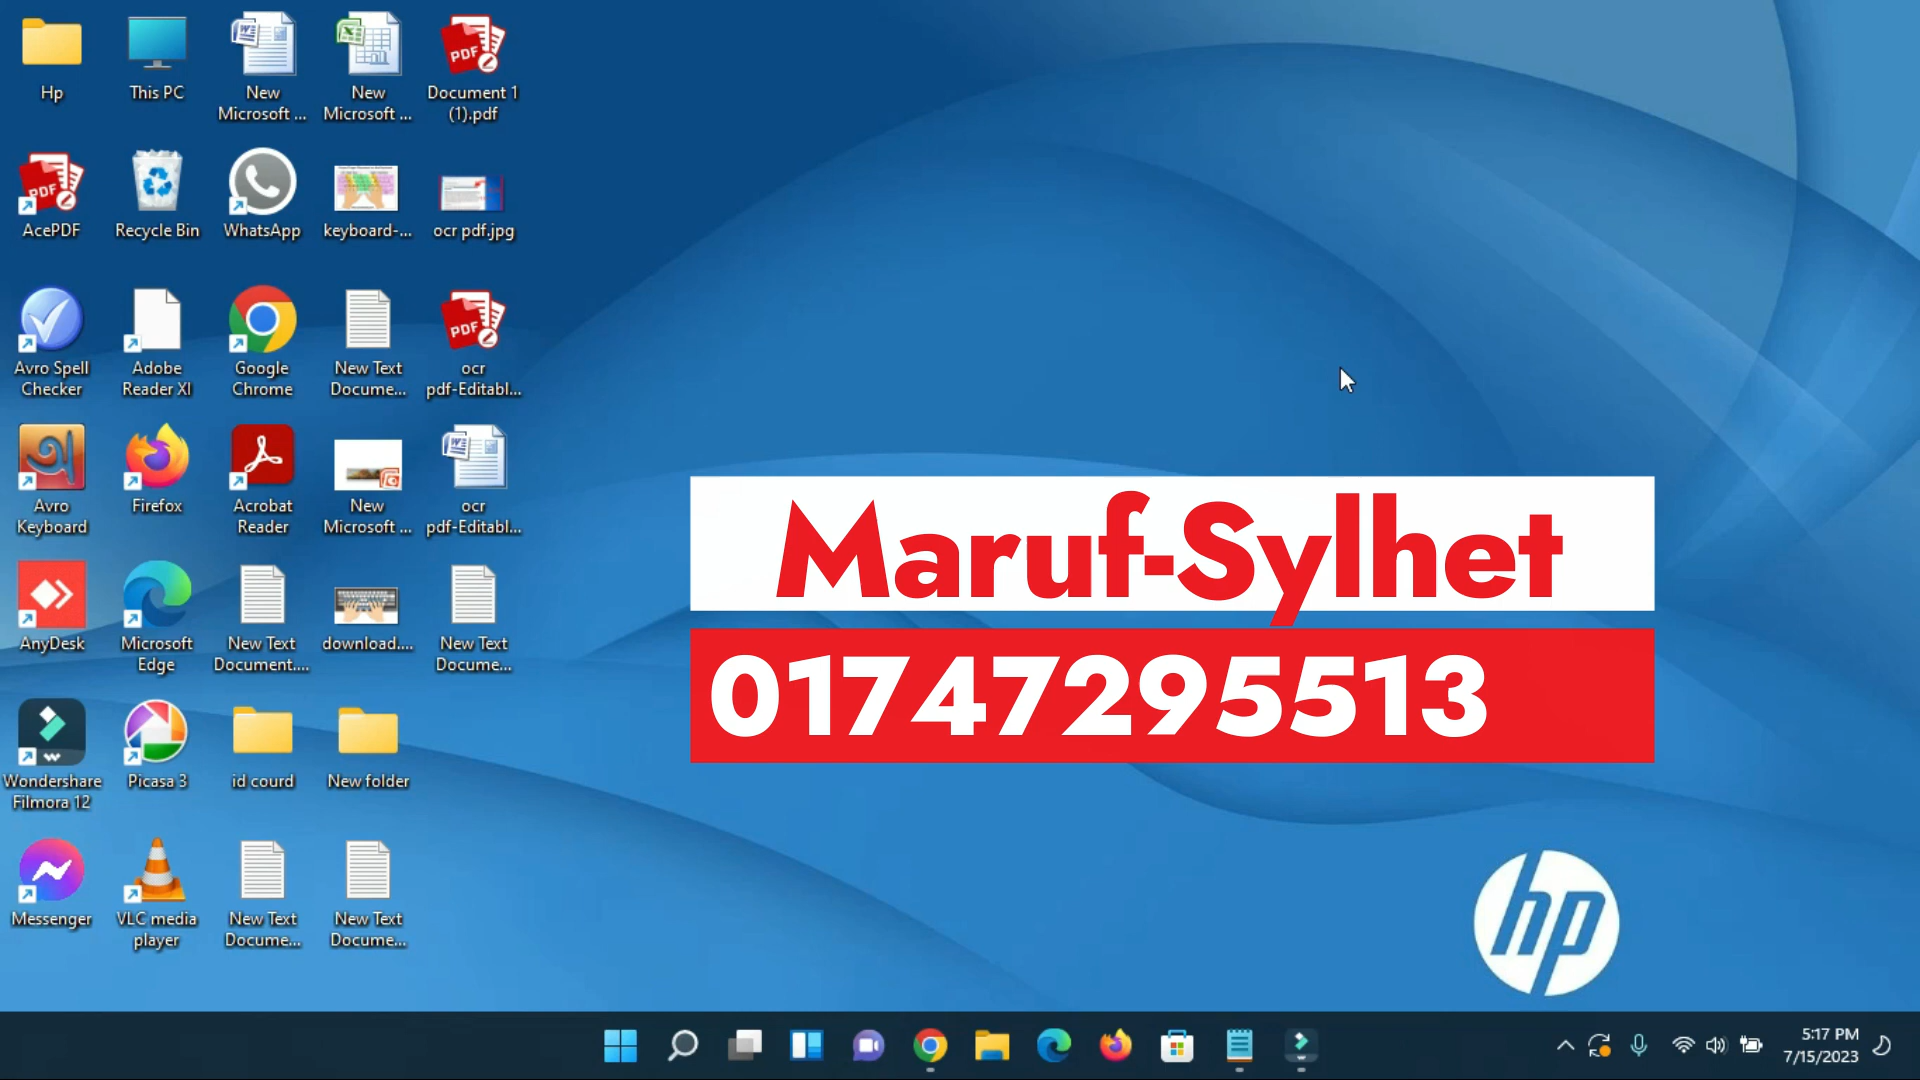 Hp
This PC
New
Microsoft ...
New
Microsoft ...
Document 1
(1).pdf
AcePDF
Recycle Bin
WhatsApp
keyboard-...
ocr pdf.jpg
Avro Spell
Checker
Adobe
Reader XI
Google
Chrome
New Text
Docume...
ocr
pdf-Editabl...
Avro
Keyboard
Firefox
Acrobat
Reader
New
Microsoft ...
ocr
pdf-Editabl...
AnyDesk
Microsoft
Edge
New Text
Document....
download....
New Text
Docume...
Wondershare
Filmora 12
Picasa 3
id courd
New folder
Messenger
VLC media
player
New Text
Docume...
New Text
Docume...
PDF
PDF
PDF
অ
Maruf-Sylhet
01747295513
hp
5:17 PM
7/15/2023